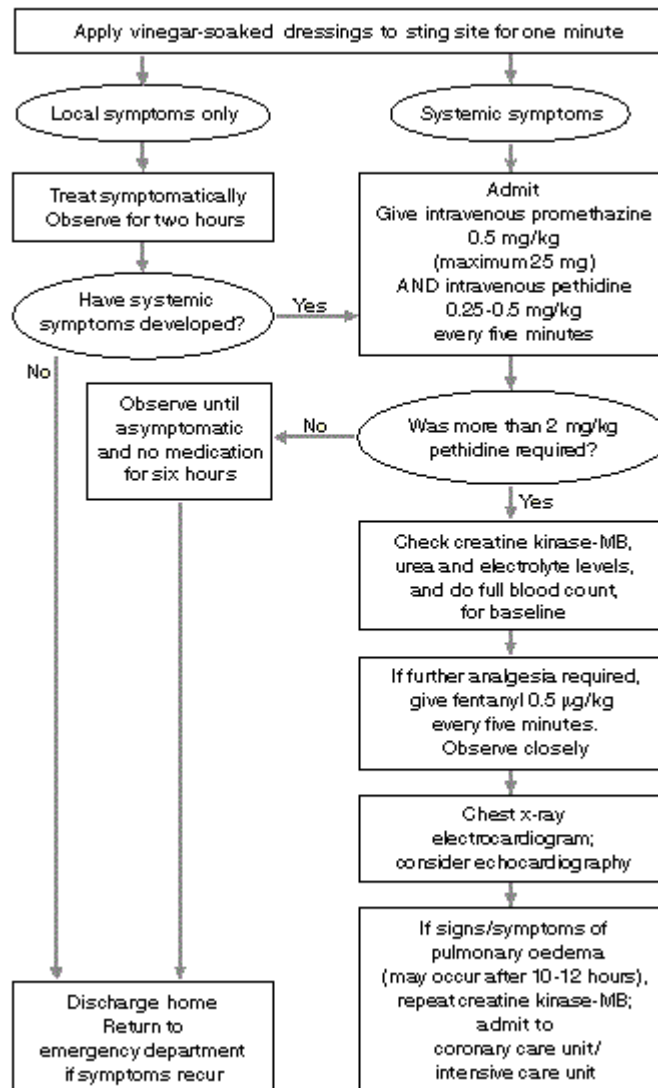 Apply vinegar-soaked dressings to sting site for one minute
Local symptoms only
Systemic symptoms
Treat symptomatically
Observe for two hours
Admit
Give intravenous promethazine
0.5 mg/kg
(maximum 25 mg)
AND intravenous pethidine
0.25-0.5 mg/kg
every five minutes
Have systemic
symptoms developed?
Yes
No
Observe until
asymptomatic
and no medication
for six hours
No
Was more than 2 mg/kg
pethidine required?
Yes
Check creatine kinase-MB,
urea and electrolyte levels,
and do full blood count,
for baseline
If further analgesia required,
give fentanyl 0.5 µg/kg
every five minutes.
Observe closely
Chest x-ray
electrocardiogram;
consider echocardiography
If signs/symptoms of
pulmonary oedema
(may occur after 10-12 hours),
repeat creatine kinase-MB;
admit to
coronary care unit/
intensive care unit
Discharge home
Return to
emergency department
if symptoms recur